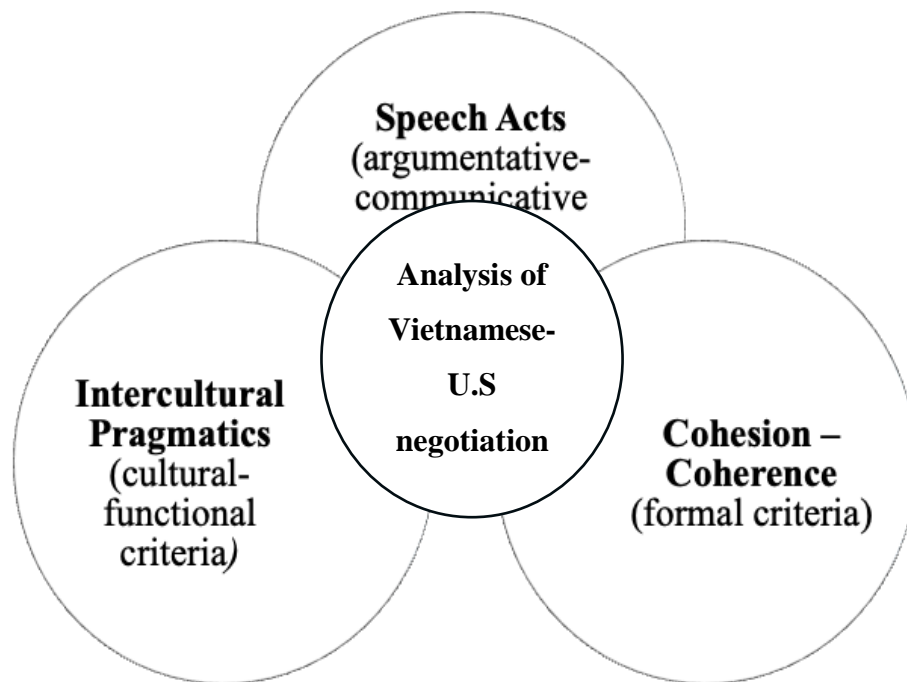 Speech Acts
(argumentative-
communicative
Analysis of
Vietnamese-
U.S
negotiation
Intercultural
Pragmatics
(cultural-
functional
criteria)
Cohesion –
Coherence
(formal criteria)